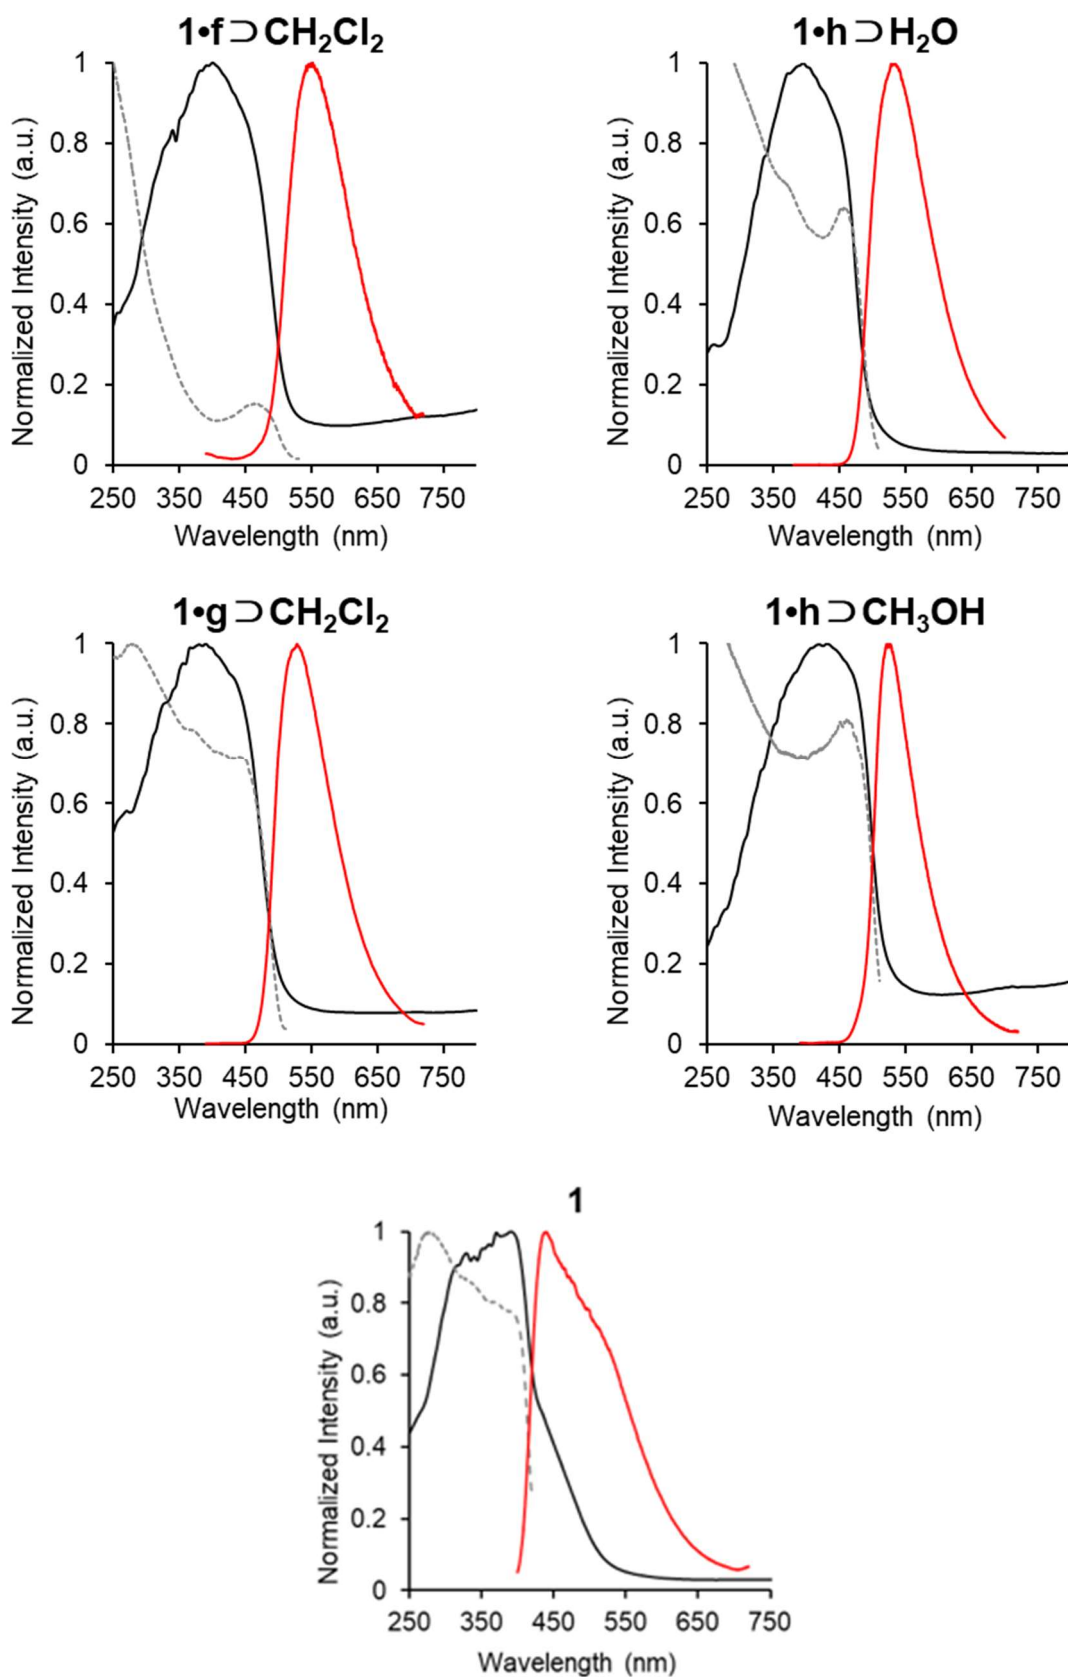 1•f⊃CH₂Cl₂
Normalized Intensity (a.u.)
1
0.8
0.6
0.4
0.2
0
250 350 450 550 650 750
Wavelength (nm)
1•h⊃H₂O
Normalized Intensity (a.u.)
1
0.8
0.6
0.4
0.2
0
250 350 450 550 650 750
Wavelength (nm)
1•g⊃CH₂Cl₂
Normalized Intensity (a.u.)
1
0.8
0.6
0.4
0.2
0
250 350 450 550 650 750
Wavelength (nm)
1•h⊃CH₃OH
Normalized Intensity (a.u.)
1
0.8
0.6
0.4
0.2
0
250 350 450 550 650 750
Wavelength (nm)
1
Normalized Intensity (a.u.)
1
0.8
0.6
0.4
0.2
0
250 350 450 550 650 750
Wavelength (nm)